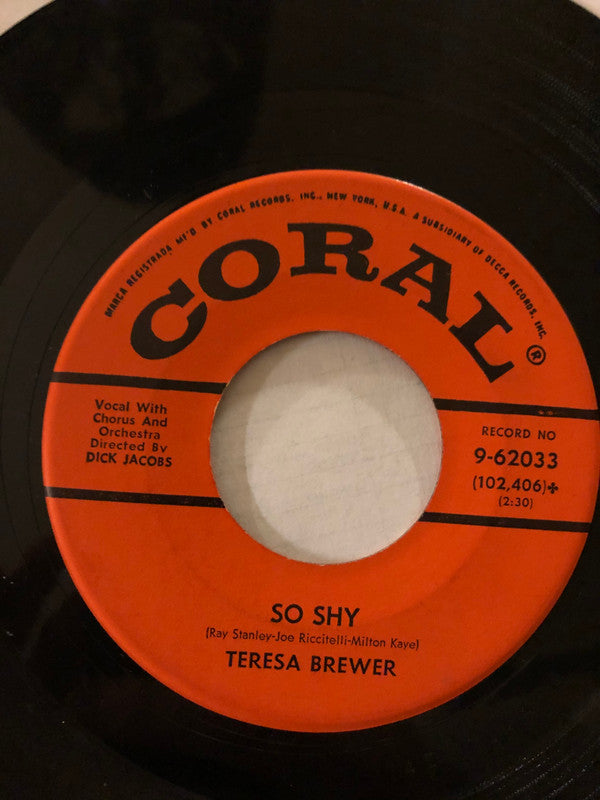 MARCA REGISTRADA MF'D BY CORAL RECORDS, INC., NEW YORK, U.S.A. A SUBSIDIARY OF DECCA RECORDS, INC.
CORAL®
Vocal With
Chorus And
Orchestra
Directed By
DICK JACOBS
RECORD NO
9-62033
(102,406)✤
(2:30)
SO SHY
(Ray Stanley-Joe Riccitelli-Milton Kaye)
TERESA BREWER